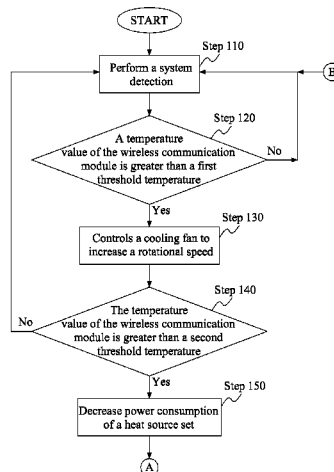 START
Step 110
Perform a system
detection
B
Step 120
A temperature
value of the wireless communication
module is greater than a first
threshold temperature
No
Yes
Step 130
Controls a cooling fan to
increase a rotational speed
Step 140
The temperature
value of the wireless communication
module is greater than a second
threshold temperature
No
Yes
Step 150
Decrease power consumption
of a heat source set
A